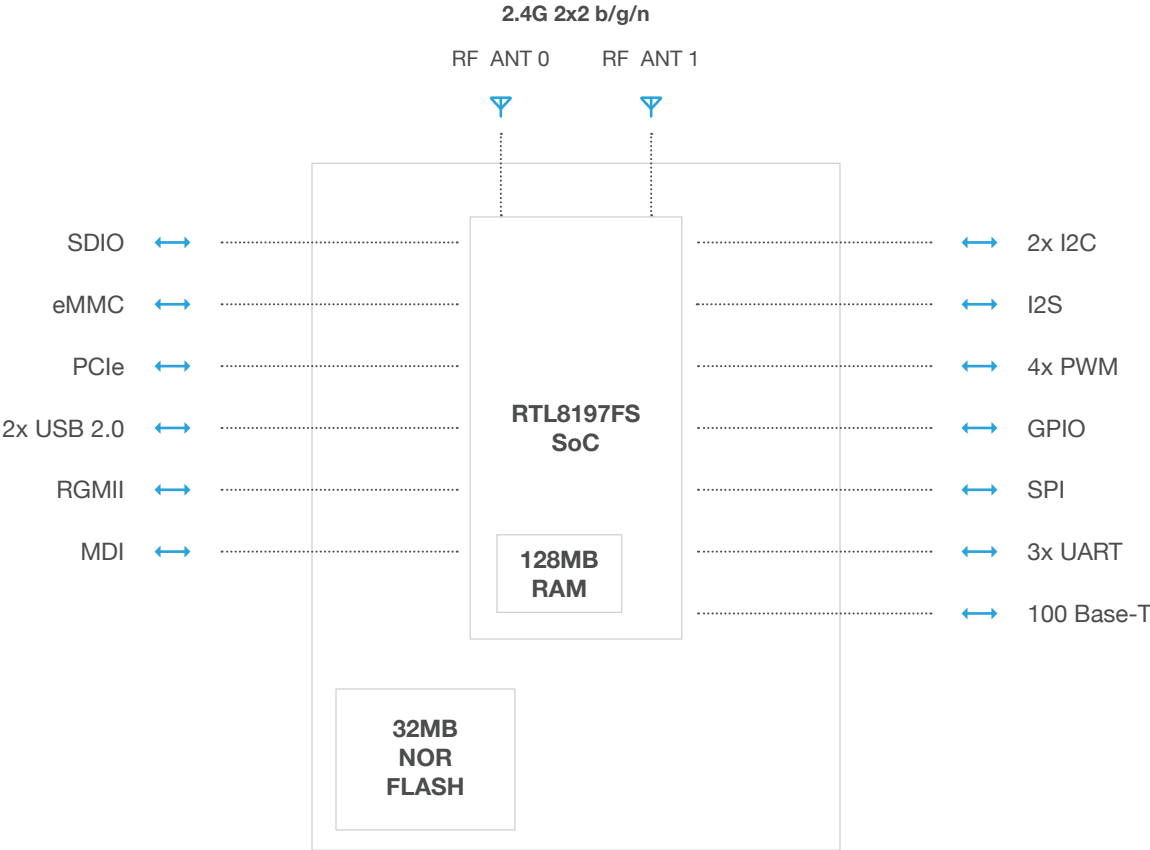 2.4G 2x2 b/g/n
RF ANT 0
RF ANT 1
SDIO
eMMC
PCIe
2x USB 2.0
RGMII
MDI
RTL8197FS
SoC
128MB
RAM
32MB
NOR
FLASH
2x I2C
I2S
4x PWM
GPIO
SPI
3x UART
100 Base-T